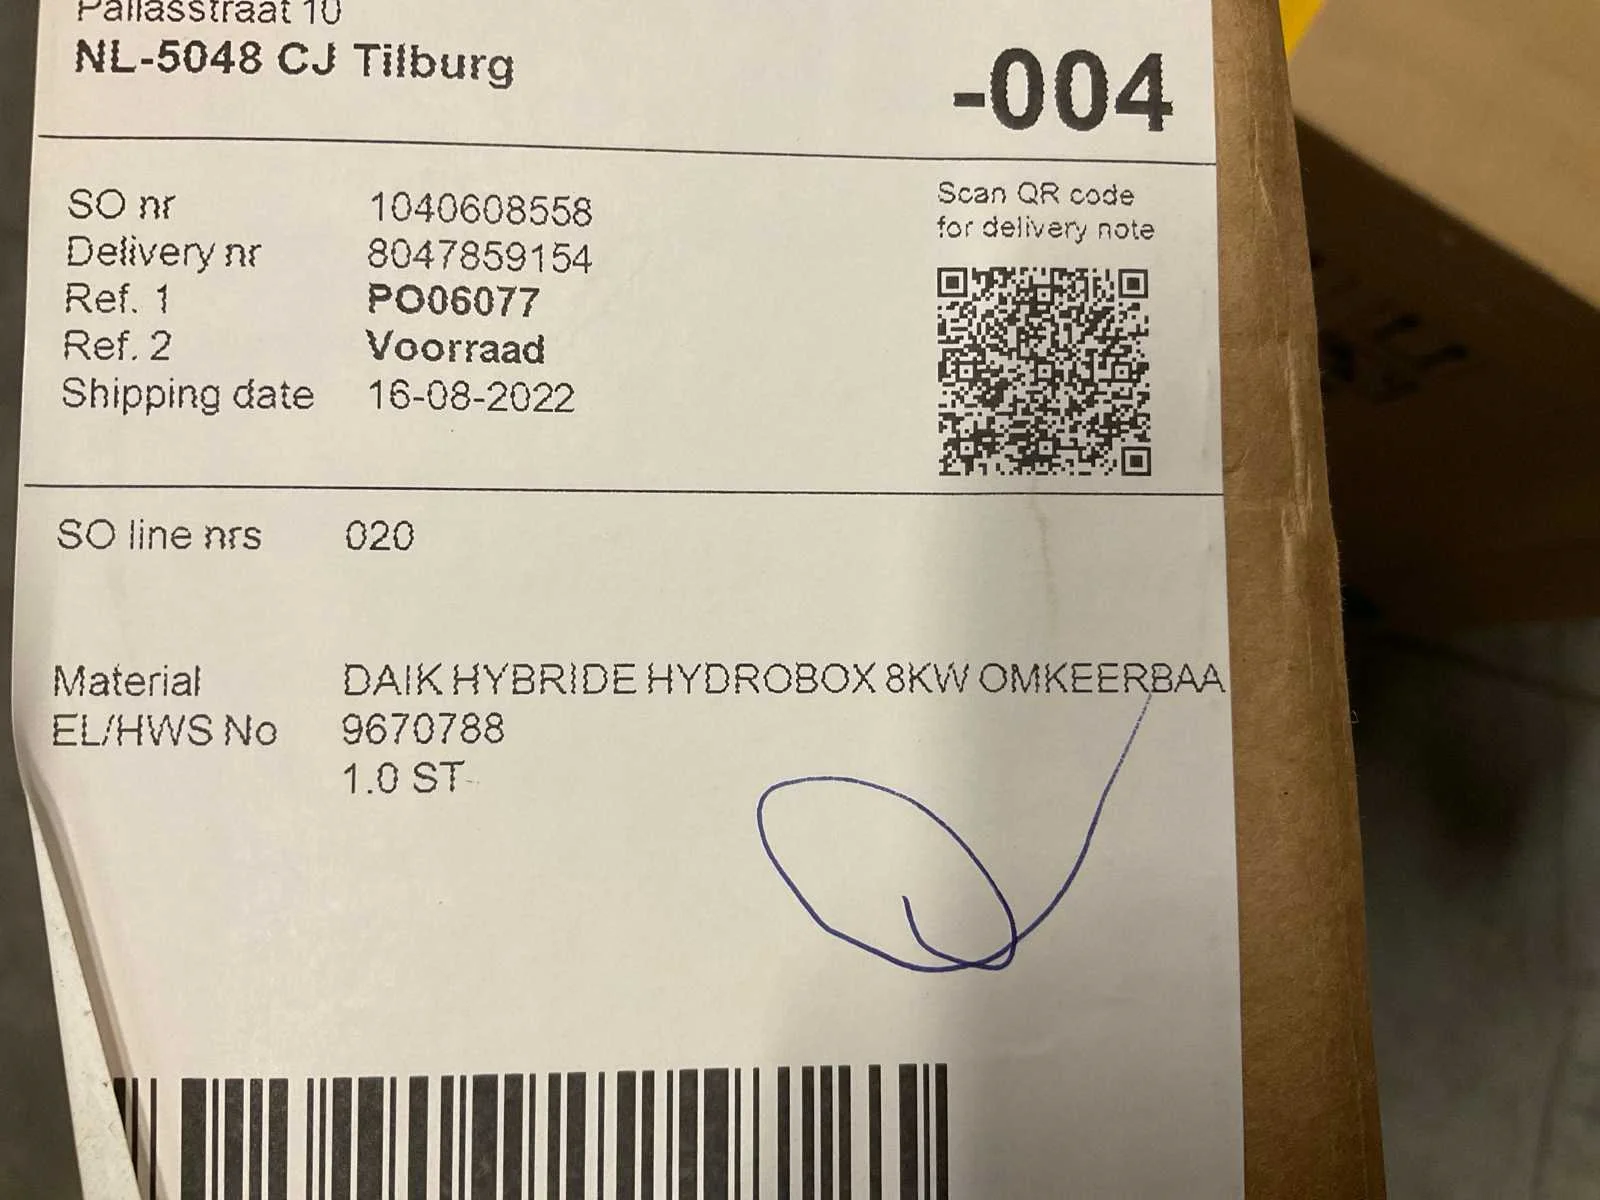 Pallasstraat 10
NL-5048 CJ Tilburg
-004
SO nr 1040608558
Delivery nr 8047859154
Ref. 1 PO06077
Ref. 2 Voorraad
Shipping date 16-08-2022
Scan QR code
for delivery note
SO line nrs 020
Material DAIK HYBRIDE HYDROBOX 8KW OMKEERBAA
EL/HWS No 9670788
1.0 ST